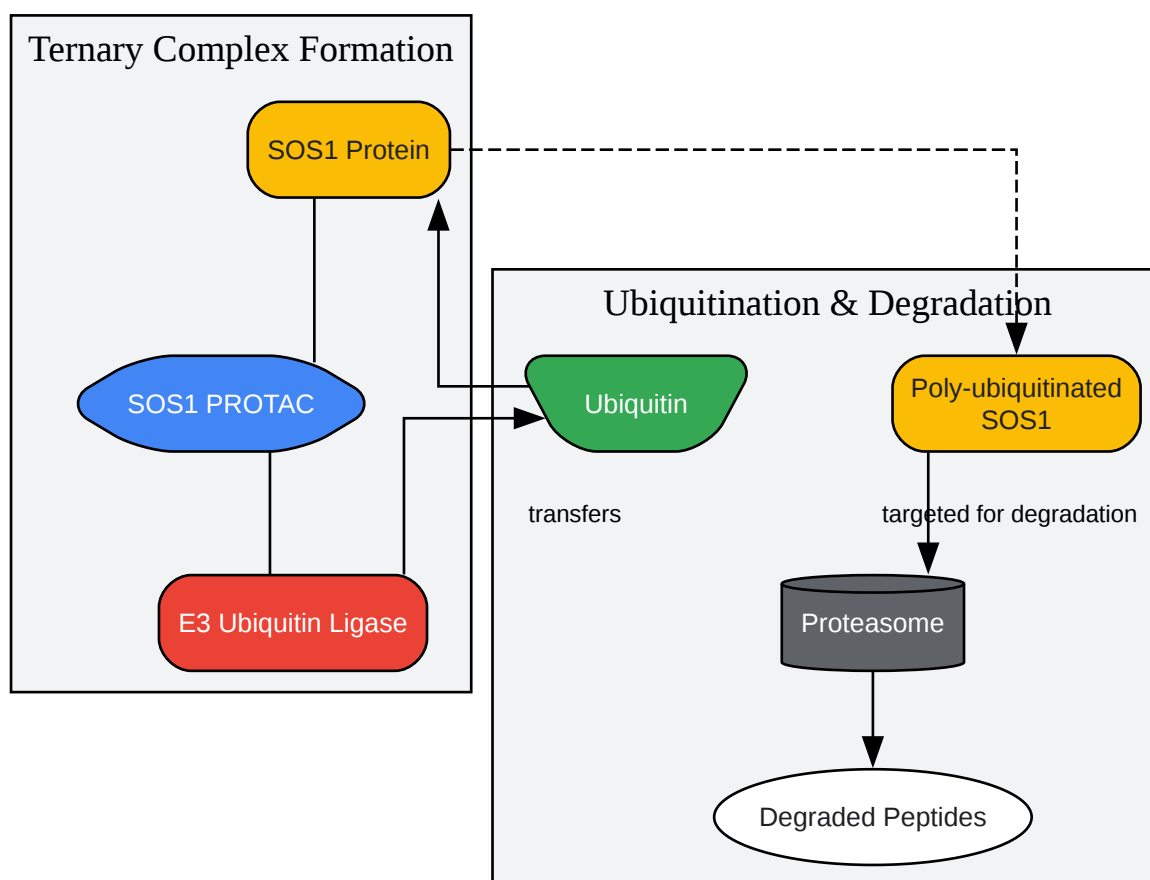 Ternary Complex Formation
SOS1 Protein
SOS1 PROTAC
E3 Ubiquitin Ligase
Ubiquitination & Degradation
Ubiquitin
Poly-ubiquitinated
SOS1
transfers
targeted for degradation
Proteasome
Degraded Peptides